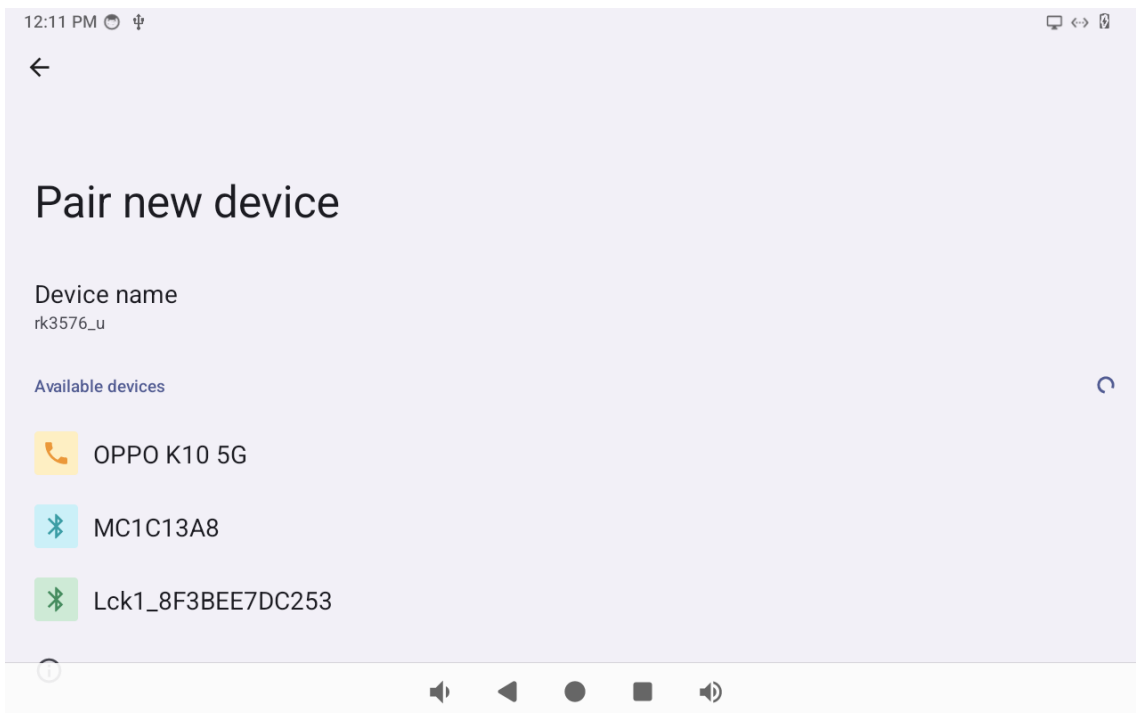 12:11 PM
Pair new device
Device name
rk3576_u
Available devices
OPPO K10 5G
MC1C13A8
Lck1_8F3BEE7DC253